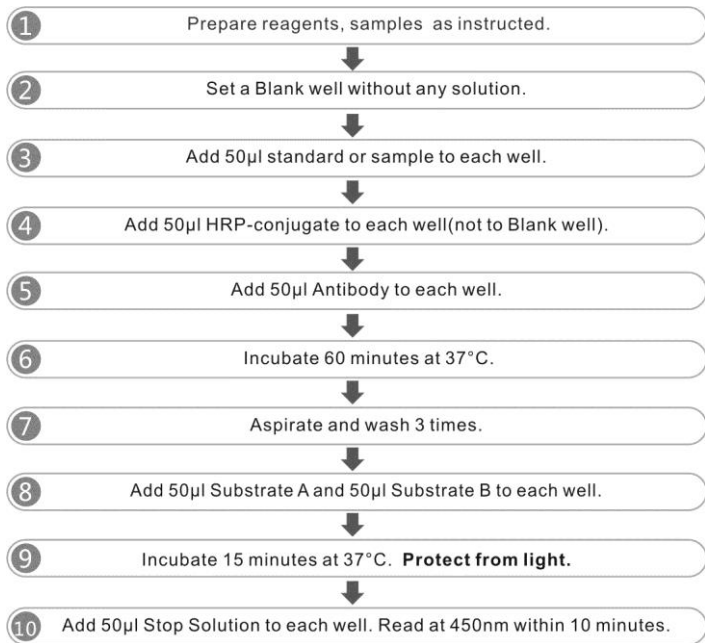 1 Prepare reagents, samples as instructed.
2 Set a Blank well without any solution.
3 Add 50μl standard or sample to each well.
4 Add 50μl HRP-conjugate to each well(not to Blank well).
5 Add 50μl Antibody to each well.
6 Incubate 60 minutes at 37°C.
7 Aspirate and wash 3 times.
8 Add 50μl Substrate A and 50μl Substrate B to each well.
9 Incubate 15 minutes at 37°C. Protect from light.
10 Add 50μl Stop Solution to each well. Read at 450nm within 10 minutes.